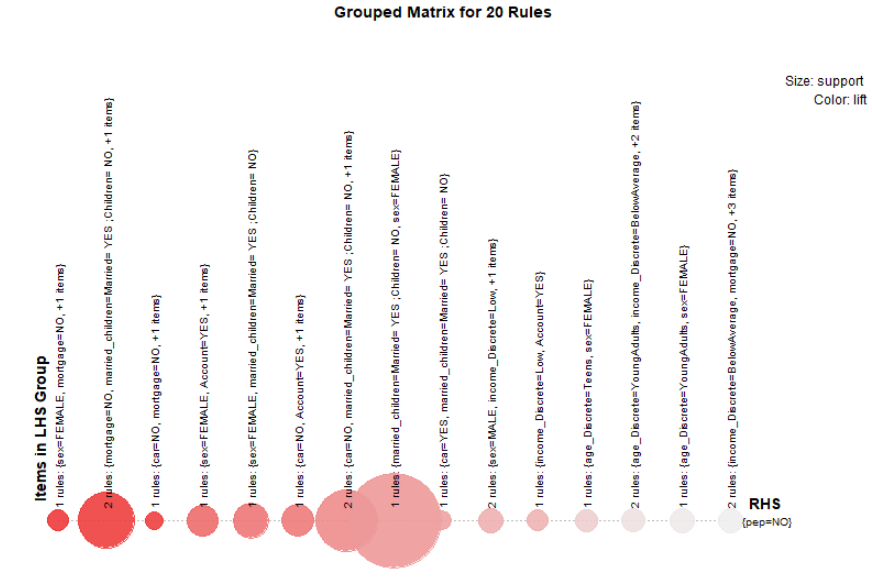 Grouped Matrix for 20 Rules
Size: support
Color: lift
Items in LHS Group
1 rules: {sex=FEMALE, mortgage=NO, +1 items}
2 rules: {mortgage=NO, married_children=Married= YES ;Children= NO, +1 items}
1 rules: {car=NO, mortgage=NO, +1 items}
1 rules: {sex=FEMALE, Account=YES, +1 items}
1 rules: {sex=FEMALE, married_children=Married= YES ;Children= NO}
1 rules: {car=NO, Account=YES, +1 items}
2 rules: {car=NO, married_children=Married= YES ;Children= NO, +1 items}
1 rules: {married_children=Married= YES ;Children= NO, sex=FEMALE}
1 rules: {car=YES, married_children=Married= YES ;Children= NO}
2 rules: {sex=MALE, income_Discrete=Low, +1 items}
1 rules: {income_Discrete=Low, Account=YES}
1 rules: {age_Discrete=Teens, sex=FEMALE}
2 rules: {age_Discrete=YoungAdults, income_Discrete=BelowAverage, +2 items}
1 rules: {age_Discrete=YoungAdults, sex=FEMALE}
2 rules: {income_Discrete=BelowAverage, mortgage=NO, +3 items}
RHS
{pep=NO}